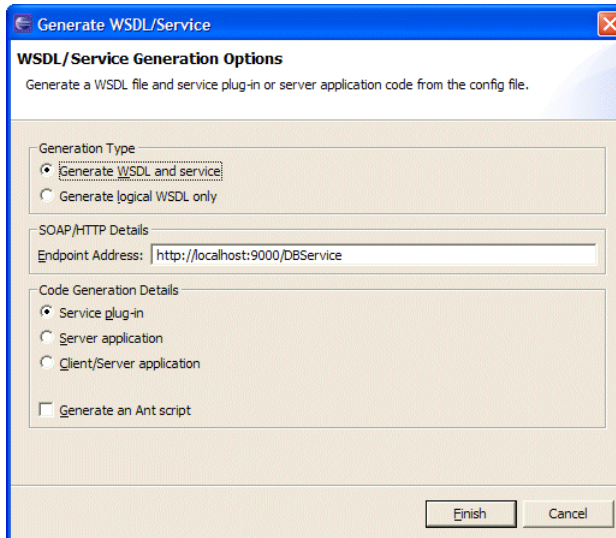 Generate WSDL/Service
WSDL/Service Generation Options
Generate a WSDL file and service plug-in or server application code from the config file.
Generation Type
Generate WSDL and service
Generate logical WSDL only
SOAP/HTTP Details
Endpoint Address: http://localhost:9000/DBService
Code Generation Details
Service plug-in
Server application
Client/Server application
Generate an Ant script
Finish Cancel